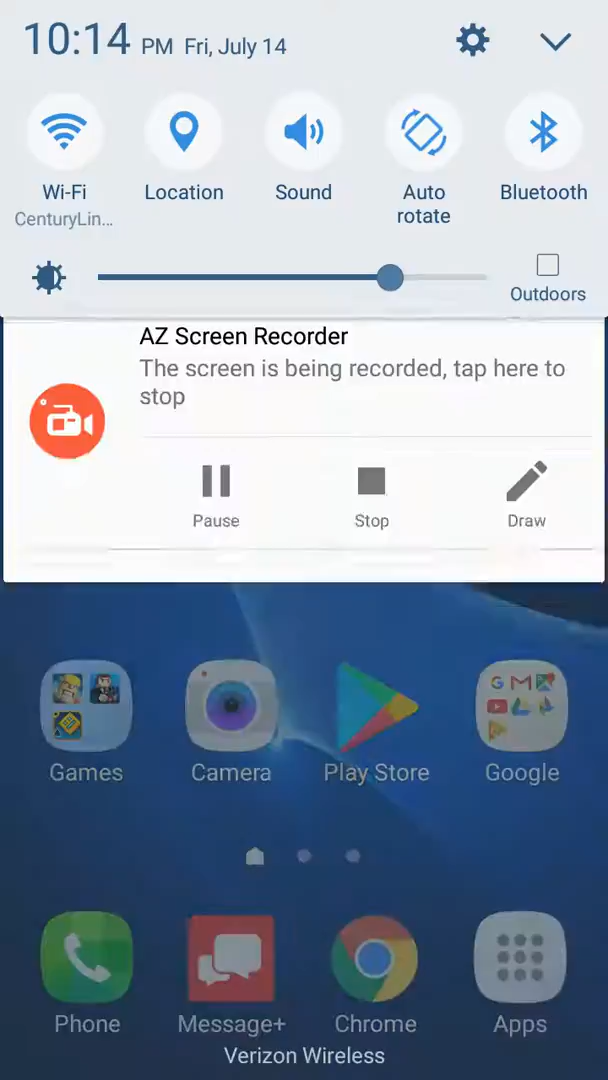 10:14 PM Fri, July 14
Wi-Fi Location Sound Auto rotate Bluetooth
CenturyLin...
Outdoors
AZ Screen Recorder
The screen is being recorded, tap here to
stop
Pause Stop Draw
Games Camera Play Store Google
Phone Message+ Chrome Apps
Verizon Wireless